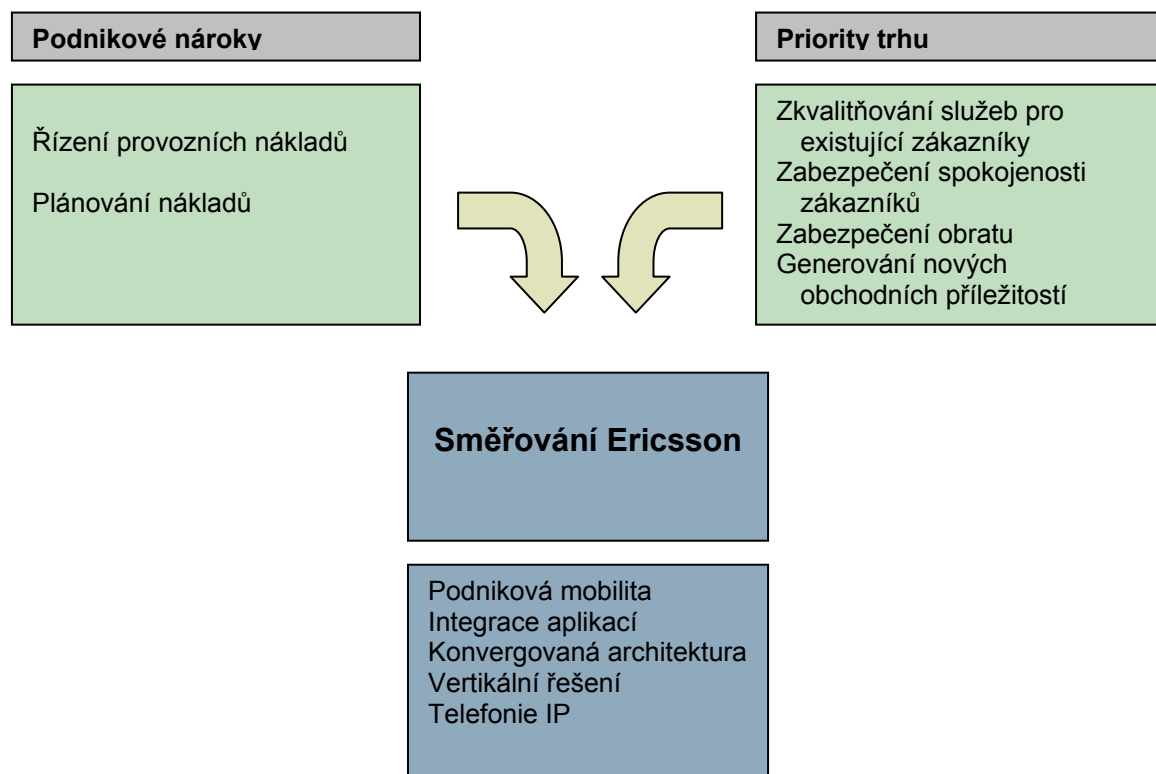 Podnikové nároky
Řízení provozních nákladů
Plánování nákladů
Priority trhu
Zkvalitňování služeb pro
existující zákazníky
Zabezpečení spokojenosti
zákazníků
Zabezpečení obratu
Generování nových
obchodních příležitostí
Směřování Ericsson
Podniková mobilita
Integrace aplikací
Konvergovaná architektura
Vertikální řešení
Telefonie IP